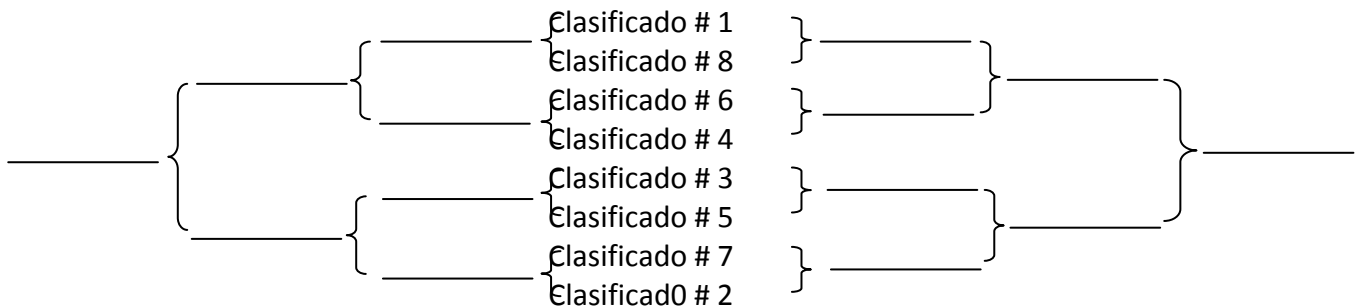 Clasificado # 1
Clasificado # 8
Clasificado # 6
Clasificado # 4
Clasificado # 3
Clasificado # 5
Clasificado # 7
Clasificad0 # 2